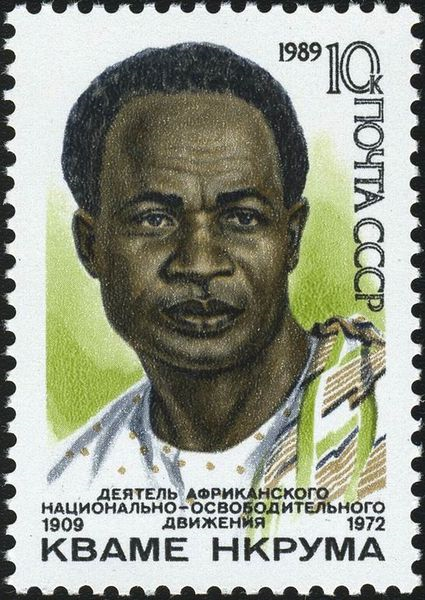 1989 10к
ПОЧТА СССР
ДЕЯТЕЛЬ АФРИКАНСКОГО
НАЦИОНАЛЬНО-ОСВОБОДИТЕЛЬНОГО
1909 ДВИЖЕНИЯ 1972
КВАМЕ НКРУМА